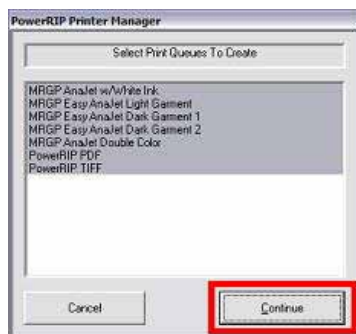 PowerRIP Printer Manager
Select Print Queues To Create
MRGP AnaJet w/White Ink
MRGP Easy AnaJet Light Garment
MRGP Easy AnaJet Dark Garment 1
MRGP Easy AnaJet Dark Garment 2
MRGP AnaJet Double Color
PowerRIP PDF
PowerRIP TIFF
Cancel
Continue